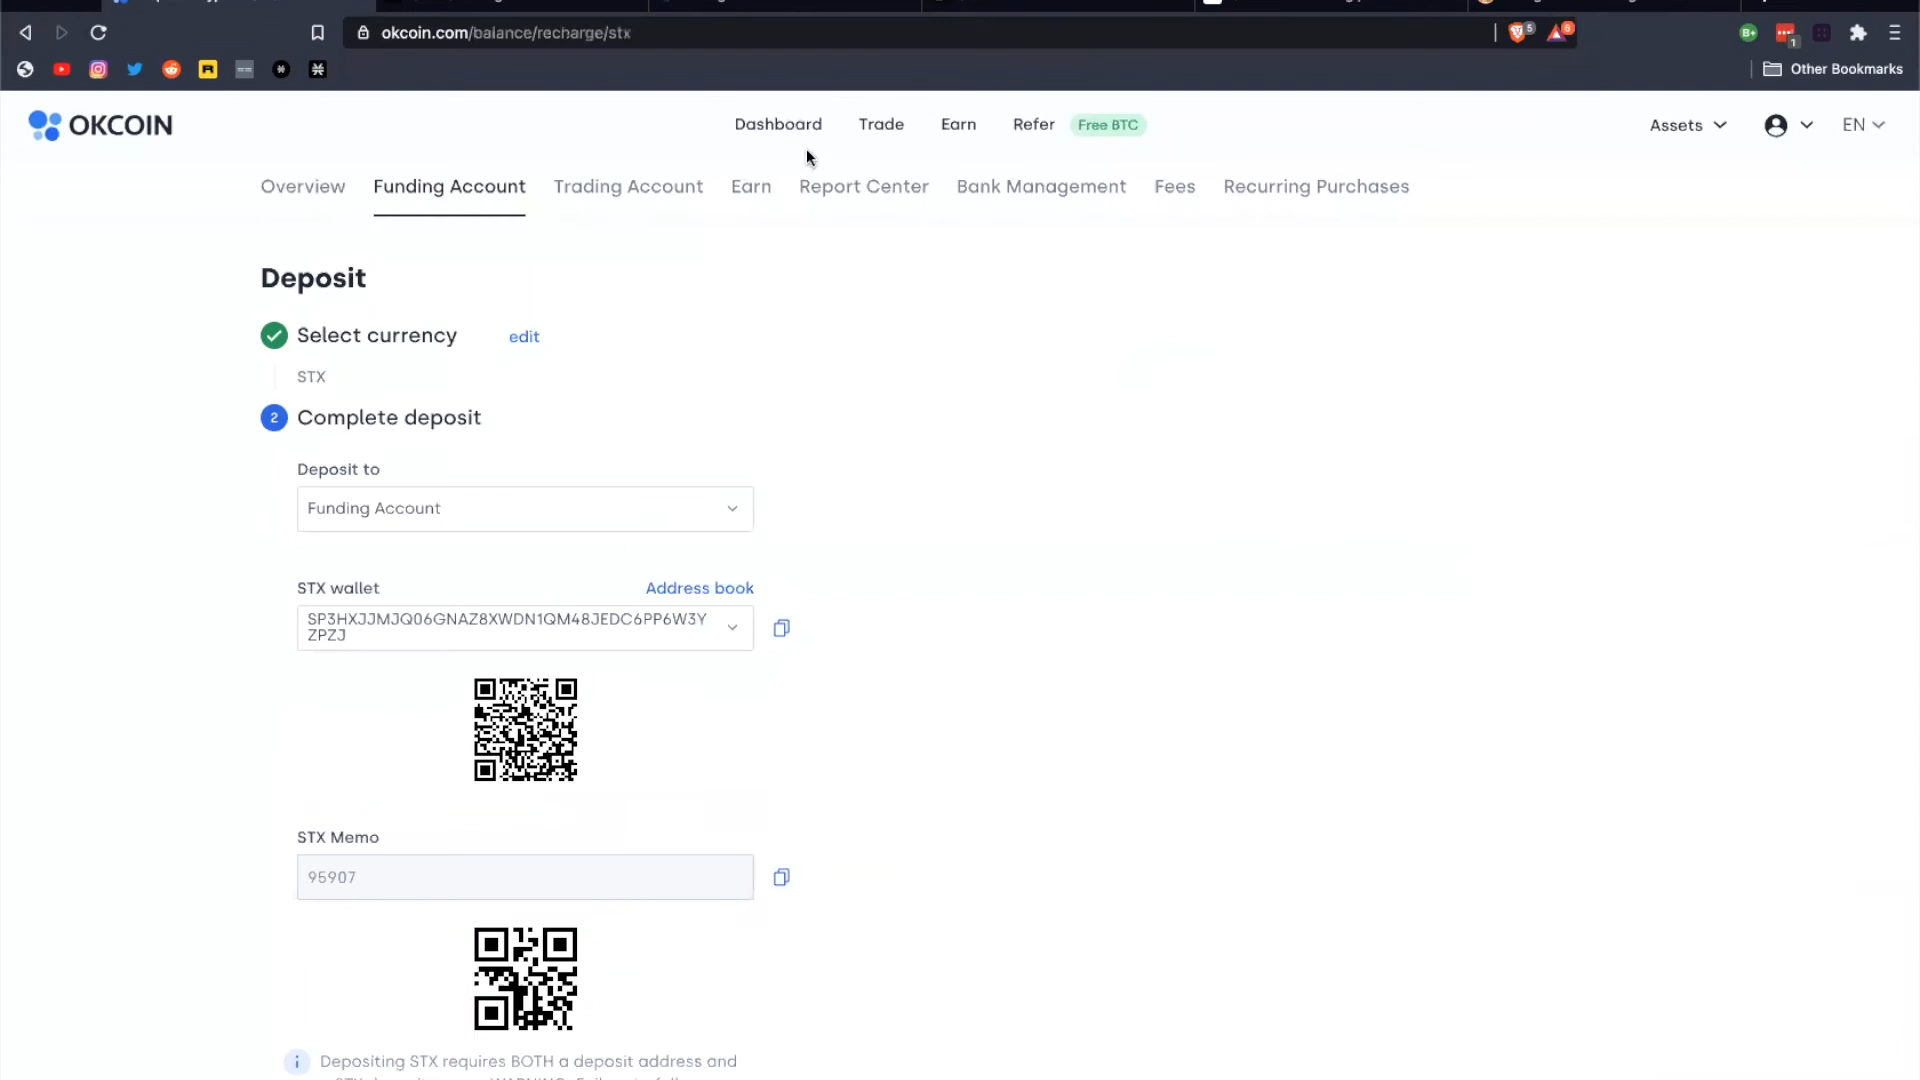 okcoin.com/balance/recharge/stx
5
6
B+
1
Other Bookmarks
OKCOIN
Dashboard
Trade
Earn
Refer
Free BTC
Assets
EN
Overview
Funding Account
Trading Account
Earn
Report Center
Bank Management
Fees
Recurring Purchases
Deposit
Select currency
edit
STX
2
Complete deposit
Deposit to
Funding Account
STX wallet
Address book
SP3HXJJMJQ06GNAZ8XWDN1QM48JEDC6PP6W3Y
ZPZJ
STX Memo
95907
Depositing STX requires BOTH a deposit address and